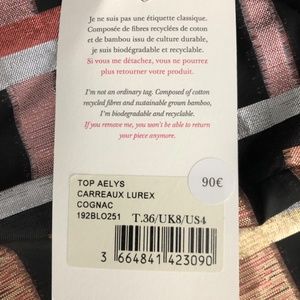 Je ne suis pas une étiquette classique.
Composée de fibres recyclées de coton
et de bambou issu de culture durable,
je suis biodégradable et recyclable.
Si vous me détachez, vous ne pourrez
plus retourner votre produit.
I'm not an ordinary tag. Composed of cotton
recycled fibres and sustainable grown bamboo,
I'm biodegradable and recyclable.
If you remove me, you won't be able to return
your piece anymore.
TOP AELYS
CARREAUX LUREX
COGNAC
192BLO251
T.36/UK8/US4
90€
3 664841 423090